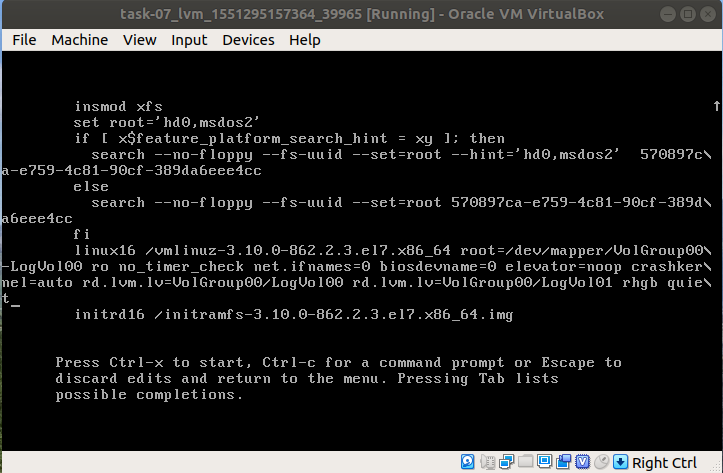 task-07_lvm_1551295157364_39965 [Running] - Oracle VM VirtualBox
File Machine View Input Devices Help
insmod xfs ↑
set root='hd0,msdos2'
if [ x$feature_platform_search_hint = xy ]; then
search --no-floppy --fs-uuid --set=root --hint='hd0,msdos2' 570897c\
a-e759-4c81-90cf-389da6eee4cc
else
search --no-floppy --fs-uuid --set=root 570897ca-e759-4c81-90cf-389d\
a6eee4cc
fi
linux16 /vmlinuz-3.10.0-862.2.3.el7.x86_64 root=/dev/mapper/VolGroup00\
-LogVol00 ro no_timer_check net.ifnames=0 biosdevname=0 elevator=noop crashker\
nel=auto rd.lvm.lv=VolGroup00/LogVol00 rd.lvm.lv=VolGroup00/LogVol01 rhgb quie\
t_
initrd16 /initramfs-3.10.0-862.2.3.el7.x86_64.img
Press Ctrl-x to start, Ctrl-c for a command prompt or Escape to
discard edits and return to the menu. Pressing Tab lists
possible completions.
Right Ctrl